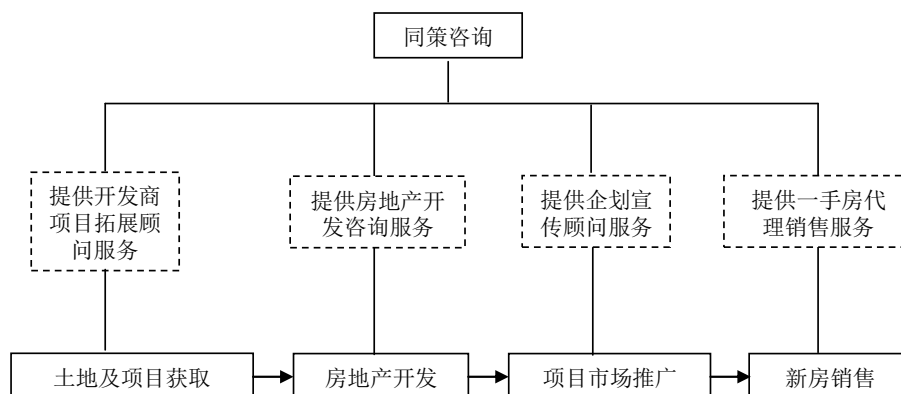 同策咨询
提供开发商
项目拓展顾
问服务
提供房地产开
发咨询服务
提供企划宣
传顾问服务
提供一手房代
理销售服务
土地及项目获取
房地产开发
项目市场推广
新房销售